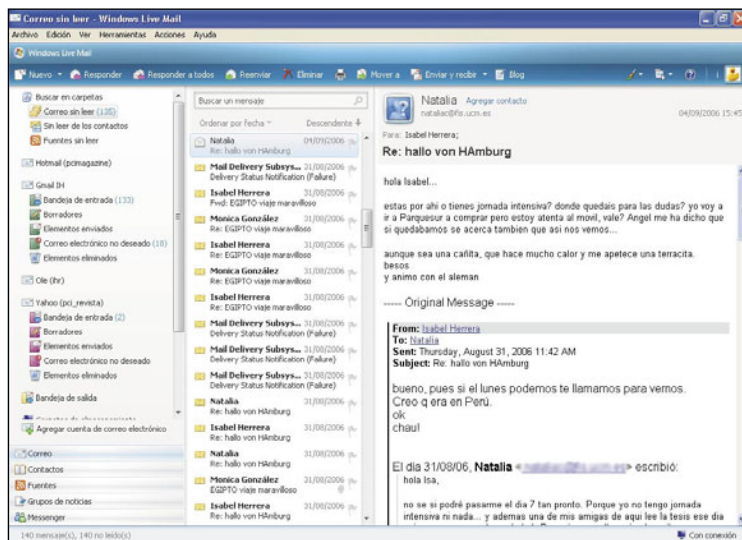 Correo sin leer - Windows Live Mail
Archivo Edición Ver Herramientas Acciones Ayuda
Windows Live Mail
Nuevo Responder Responder a todos Reenviar Eliminar Mover a Enviar y recibir Blog
Buscar en carpetas
Correo sin leer (135)
Sin leer de los contactos
Fuentes sin leer
Hotmail (pcimagazine)
Gmail IH
Bandeja de entrada (133)
Borradores
Elementos enviados
Correo electrónico no deseado (18)
Elementos eliminados
Ole (ihr)
Yahoo (pci_revista)
Bandeja de entrada (2)
Borradores
Elementos enviados
Correo electrónico no deseado
Elementos eliminados
Bandeja de salida
Agregar cuenta de correo electrónico
Correo
Contactos
Fuentes
Grupos de noticias
Messenger
Buscar un mensaje
Ordenar por fecha Descendente
Natalia 04/09/2006
Re: hallo von HAmburg
Mail Delivery Subsys... 31/08/2006
Delivery Status Notification (Failure)
Isabel Herrera 31/08/2006
Fwd: EGIPTO viaje maravilloso
Monica González 31/08/2006
Re: EGIPTO viaje maravilloso
Isabel Herrera 31/08/2006
Re: EGIPTO viaje maravilloso
Monica González 31/08/2006
Re: EGIPTO viaje maravilloso
Isabel Herrera 31/08/2006
Re: EGIPTO viaje maravilloso
Mail Delivery Subsys... 31/08/2006
Delivery Status Notification (Failure)
Mail Delivery Subsys... 31/08/2006
Delivery Status Notification (Failure)
Natalia 31/08/2006
Re: hallo von HAmburg
Isabel Herrera 31/08/2006
Re: hallo von HAmburg
Natalia 31/08/2006
Re: hallo von HAmburg
Monica González 31/08/2006
EGIPTO viaje maravilloso
Isabel Herrera 31/08/2006
Re: hallo von HAmburg
Natalia Agregar contacto
nataliac@fis.ucm.es 04/09/2006 15:45
Para: Isabel Herrera;
Re: hallo von HAmburg
hola Isabel...
estas por ahi o tienes jornada intensiva? donde quedais para las dudas? yo voy a
ir a Parquesur a comprar pero estoy atenta al movil, vale? Angel me ha dicho que
si quedabamos se acerca tambien que asi nos vemos...
aunque sea una cañita, que hace mucho calor y me apetece una terracita.
besos
y animo con el aleman
----- Original Message -----
From: Isabel Herrera
To: Natalia
Sent: Thursday, August 31, 2006 11:42 AM
Subject: Re: hallo von HAmburg
bueno, pues si el lunes podemos te llamamos para vernos.
Creo q era en Perú.
ok
chau!
El dia 31/08/06, Natalia escribió:
hola Isa,
no se si podré pasarme el dia 7 tan pronto. Porque yo no tengo jornada
intensiva ni nada... y ademas una de mis amigas de aqui lee la tesis ese dia
140 mensaje(s), 140 no leído(s) Con conexión